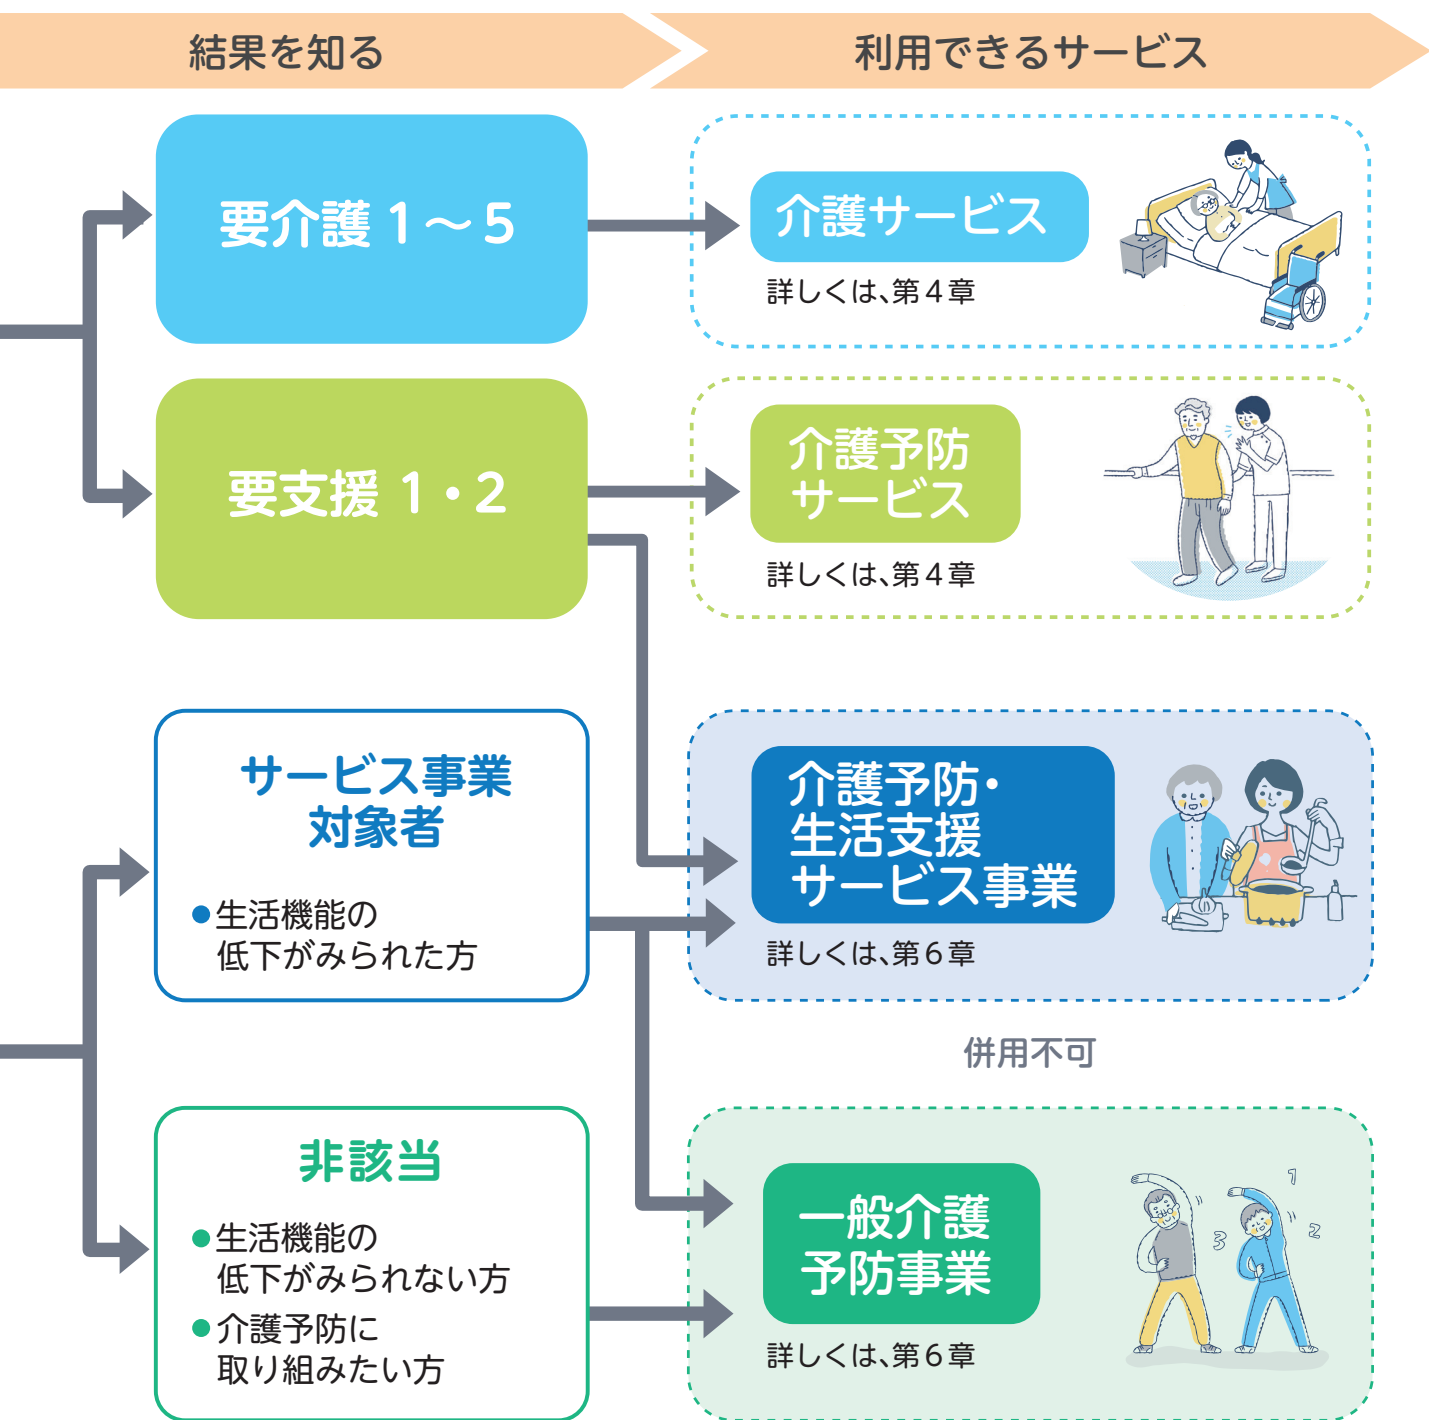 結果を知る
利用できるサービス
要介護 1～5
介護サービス
詳しくは、第4章
要支援 1・2
介護予防
サービス
詳しくは、第4章
サービス事業
対象者
●生活機能の
低下がみられた方
介護予防・
生活支援
サービス事業
詳しくは、第6章
併用不可
非該当
●生活機能の
低下がみられない方
●介護予防に
取り組みたい方
一般介護
予防事業
詳しくは、第6章
1
2
3